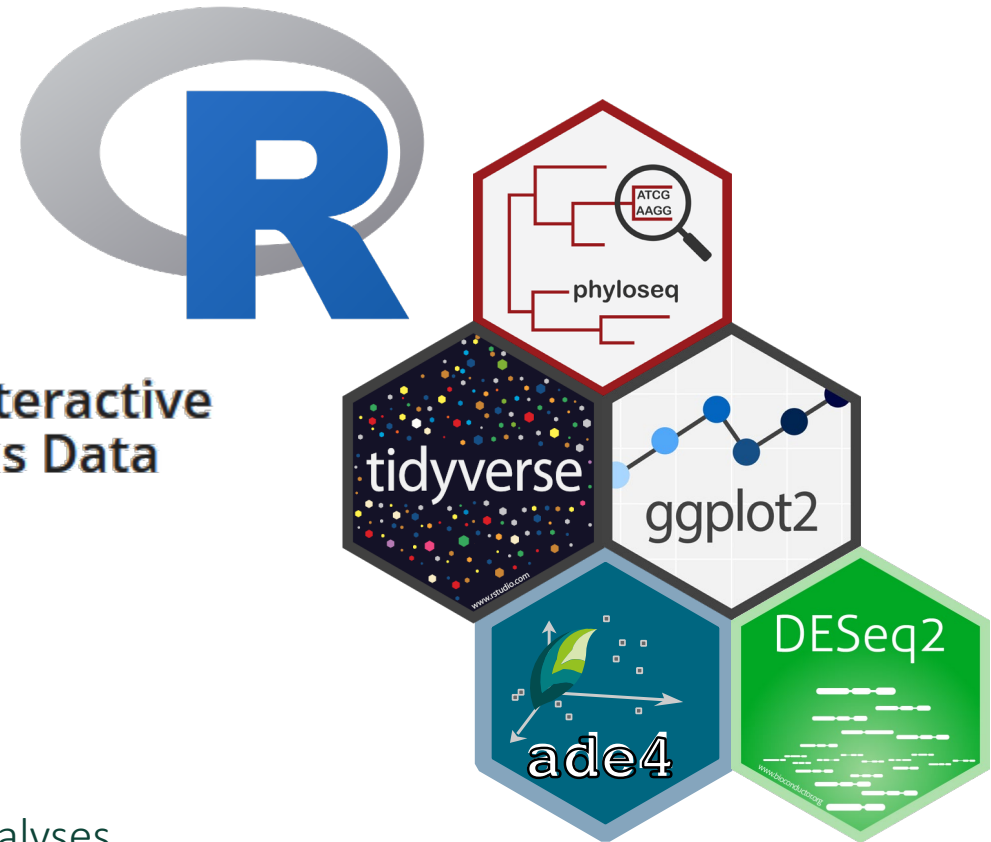 R
ATCG
AAGG
phyloseq
teractive
s Data
tidyverse
www.rstudio.com
ggplot2
DESeq2
www.bioconductor.org
ade4
alyses